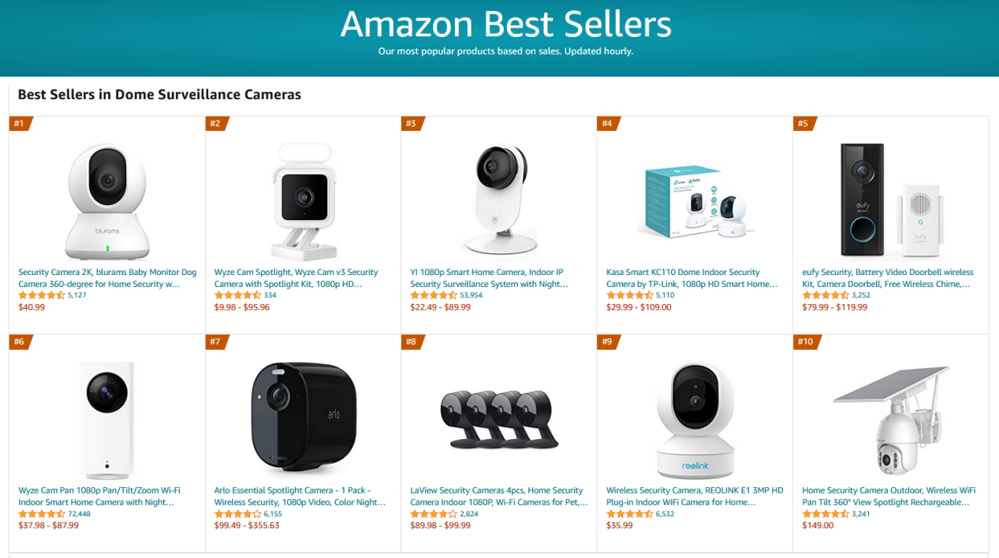 Amazon Best Sellers
Our most popular products based on sales. Updated hourly.
Best Sellers in Dome Surveillance Cameras
#1
blurams
Security Camera 2K, blurams Baby Monitor Dog
Camera 360-degree for Home Security w...
5,127
$40.99
#2
Wyze Cam Spotlight, Wyze Cam v3 Security
Camera with Spotlight Kit, 1080p HD...
334
$9.98 - $95.96
#3
YI
YI 1080p Smart Home Camera, Indoor IP
Security Surveillance System with Night...
53,954
$22.49 - $89.99
#4
tp-link kasa
Kasa Smart KC110 Dome Indoor Security
Camera by TP-Link, 1080p HD Smart Home...
5,110
$29.99 - $109.00
#5
eufy
SECURITY
eufy
eufy Security, Battery Video Doorbell wireless
Kit, Camera Doorbell, Free Wireless Chime,...
3,252
$79.99 - $119.99
#6
Wyze Cam Pan 1080p Pan/Tilt/Zoom Wi-Fi
Indoor Smart Home Camera with Night...
72,448
$37.98 - $87.99
#7
arlo
Arlo Essential Spotlight Camera - 1 Pack -
Wireless Security, 1080p Video, Color Night...
6,155
$99.49 - $355.63
#8
LaView Security Cameras 4pcs, Home Security
Camera Indoor 1080P, Wi-Fi Cameras for Pet,...
2,824
$89.98 - $99.99
#9
reolink
Wireless Security Camera, REOLINK E1 3MP HD
Plug-in Indoor WiFi Camera for Home...
6,532
$35.99
#10
Home Security Camera Outdoor, Wireless WiFi
Pan Tilt 360° View Spotlight Rechargeable...
3,241
$149.00